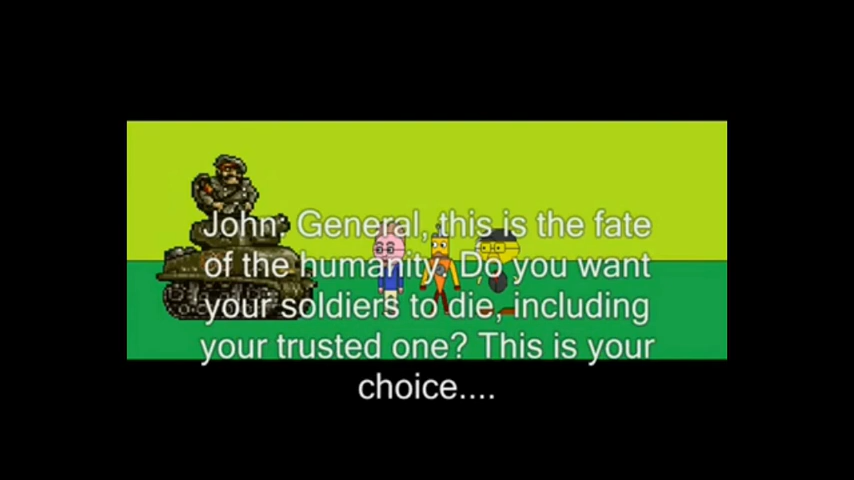 John: General, this is the fate
of the humanity. Do you want
your soldiers to die, including
your trusted one? This is your
choice....